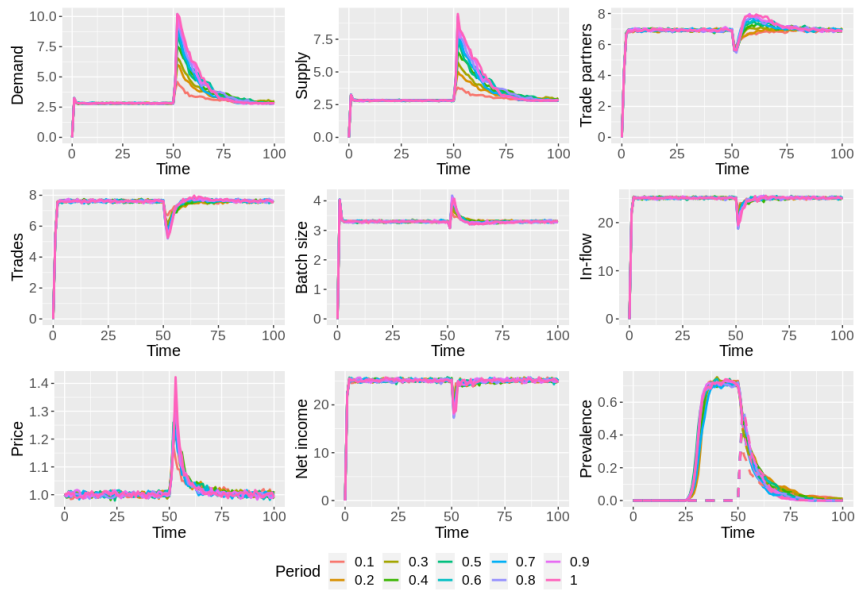 Demand
10.0
7.5
5.0
2.5
0.0
0 25 50 75 100
Time
Supply
7.5
5.0
2.5
0.0
0 25 50 75 100
Time
Trade partners
8
6
4
2
0
0 25 50 75 100
Time
Trades
8
6
4
2
0
0 25 50 75 100
Time
Batch size
4
3
2
1
0
0 25 50 75 100
Time
In-flow
20
10
0
0 25 50 75 100
Time
Price
1.4
1.3
1.2
1.1
1.0
0 25 50 75 100
Time
Net income
20
10
0
0 25 50 75 100
Time
Prevalence
0.6
0.4
0.2
0.0
0 25 50 75 100
Time
Period
0.1 0.3 0.5 0.7 0.9
0.2 0.4 0.6 0.8 1